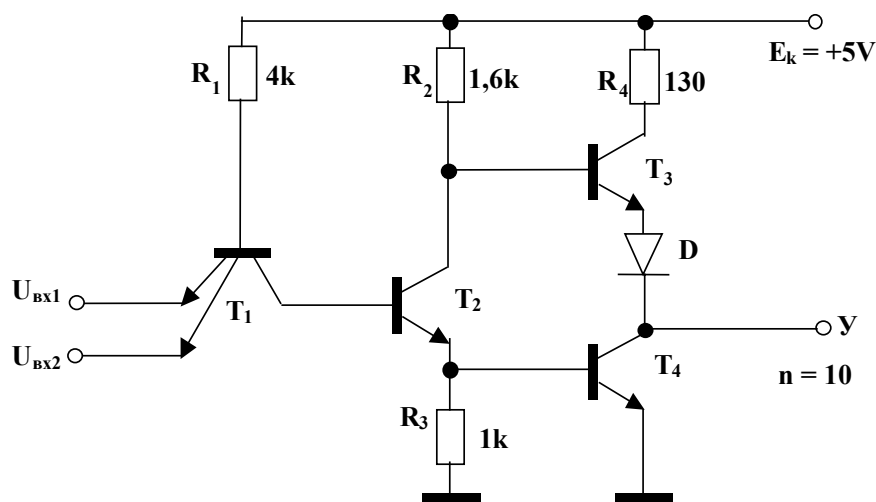 Eₖ = +5V
R₁
4k
R₂
1,6k
R₄
130
T₃
D
Uвх1
T₁
T₂
У
Uвх2
T₄
n = 10
R₃
1k